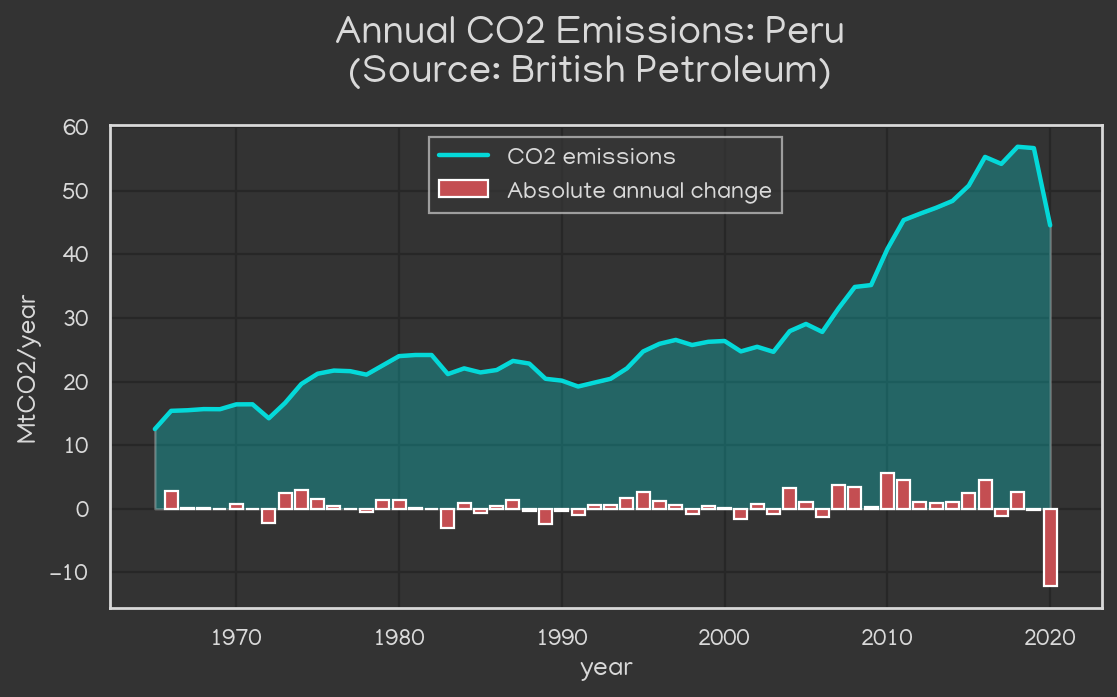 Annual CO2 Emissions: Peru
(Source: British Petroleum)
60
50
40
30
20
10
0
−10
MtCO2/year
CO2 emissions
Absolute annual change
1970 1980 1990 2000 2010 2020
year